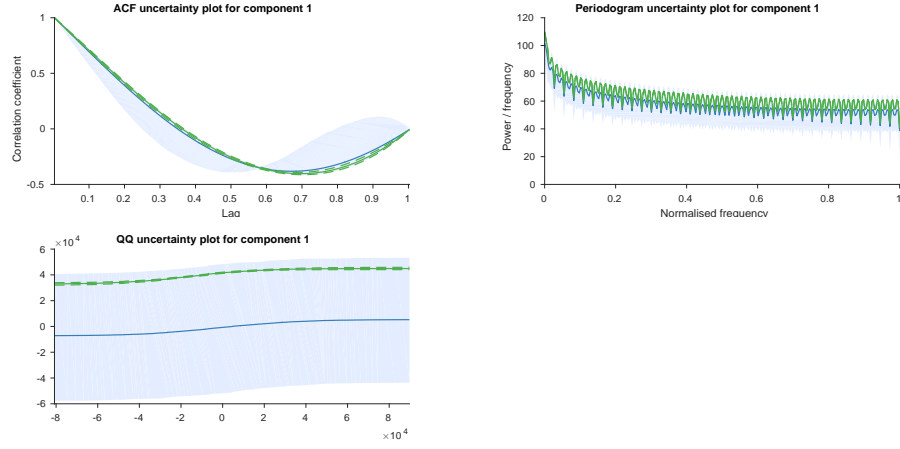 ACF uncertainty plot for component 1
Correlation coefficient
1
0.5
0
-0.5
0.1 0.2 0.3 0.4 0.5 0.6 0.7 0.8 0.9 1
Lag
Periodogram uncertainty plot for component 1
Power / frequency
120
100
80
60
40
20
0
0 0.2 0.4 0.6 0.8 1
Normalised frequency
QQ uncertainty plot for component 1
×10 4
6
4
2
0
-2
-4
-6
-8 -6 -4 -2 0 2 4 6 8
×10 4